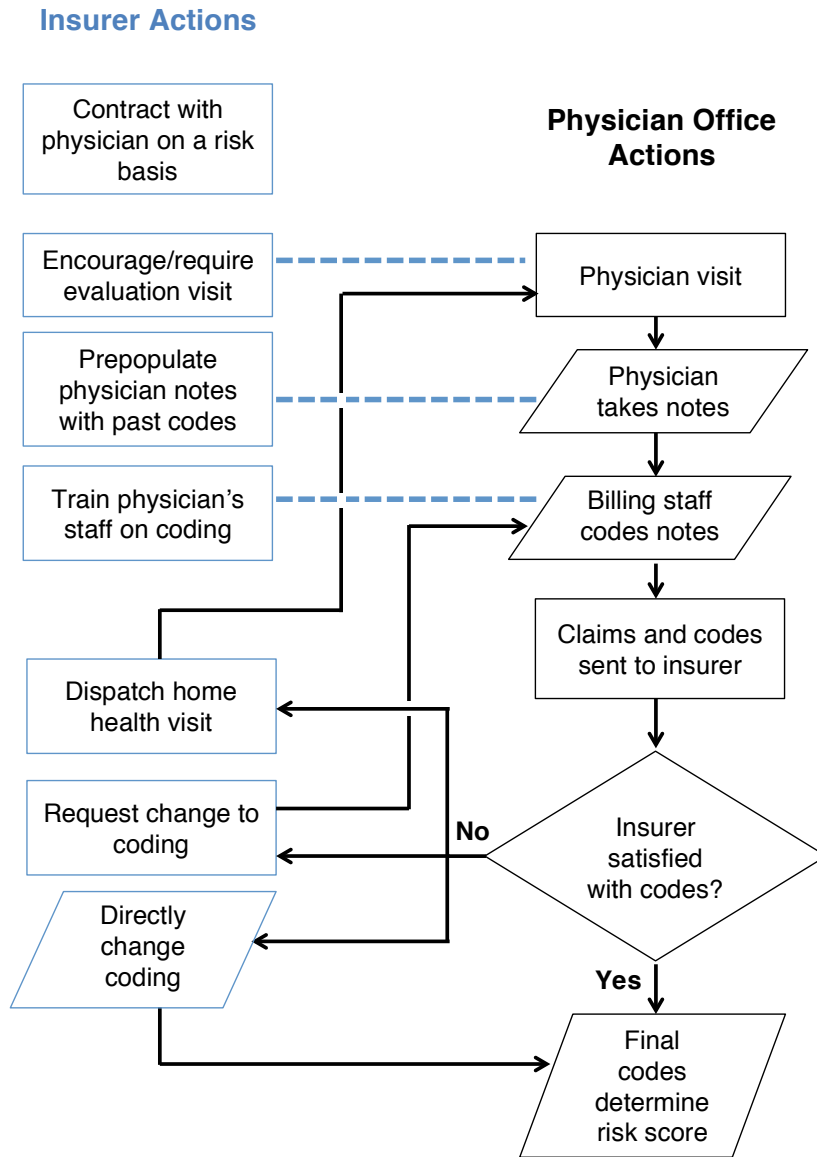 Insurer Actions
Contract with
physician on a risk
basis
Physician Office
Actions
Encourage/require
evaluation visit
Physician visit
Prepopulate
physician notes
with past codes
Physician
takes notes
Train physician’s
staff on coding
Billing staff
codes notes
Claims and codes
sent to insurer
Dispatch home
health visit
Request change to
coding
No
Insurer
satisfied
with codes?
Directly
change
coding
Yes
Final
codes
determine
risk score